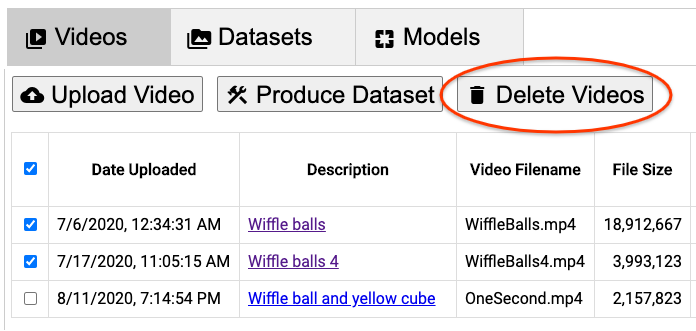 Videos Datasets Models
Upload Video Produce Dataset Delete Videos
Date Uploaded Description Video Filename File Size
7/6/2020, 12:34:31 AM Wiffle balls WiffleBalls.mp4 18,912,667
7/17/2020, 11:05:15 AM Wiffle balls 4 WiffleBalls4.mp4 3,993,123
8/11/2020, 7:14:54 PM Wiffle ball and yellow cube OneSecond.mp4 2,157,823